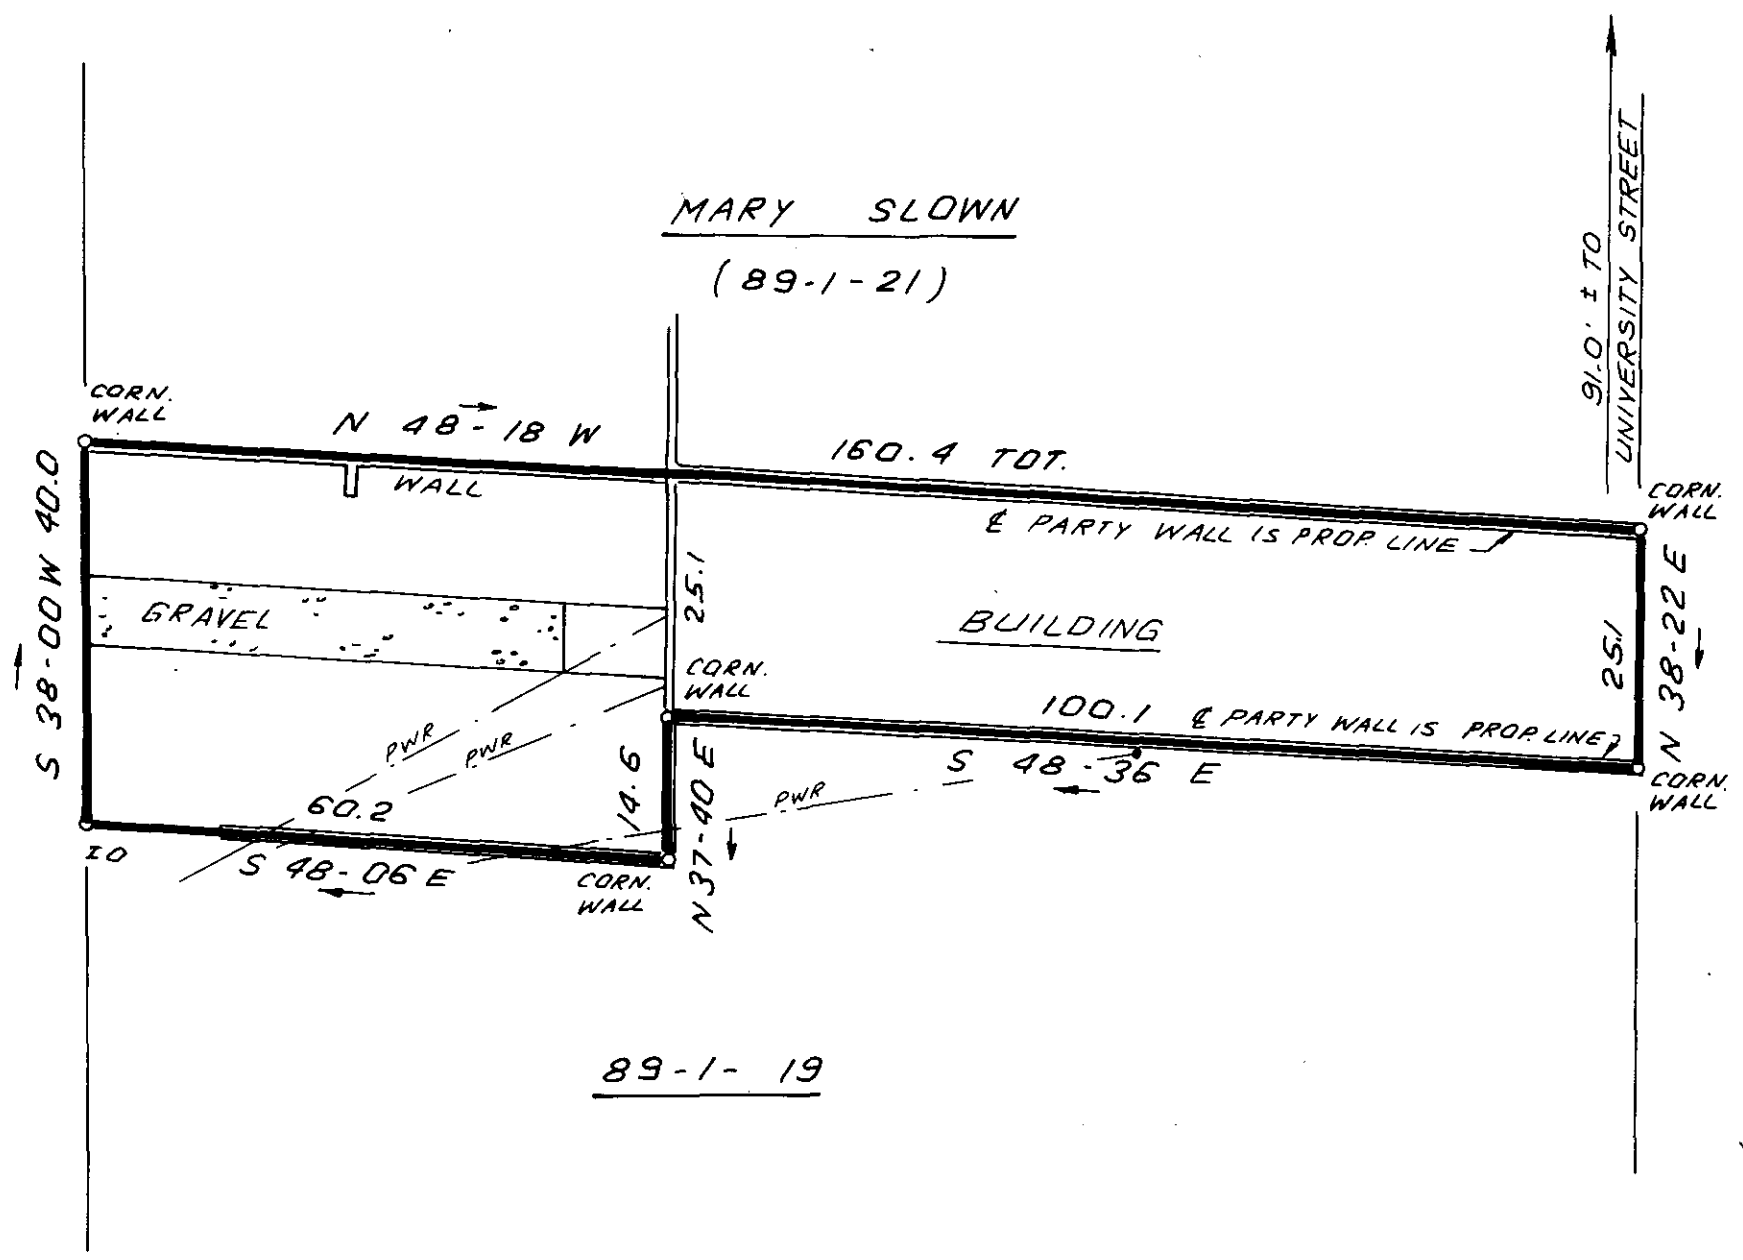 MARY SLOWN
(89-1-21)
91.0' ± TO
UNIVERSITY STREET
CORN.
WALL
N 48-18 W
160.4 TOT.
WALL
CORN.
WALL
℄ PARTY WALL IS PROP. LINE
S 38-00 W 40.0
GRAVEL
25.1
BUILDING
25.1
N 38-22 E
CORN.
WALL
100.1
℄ PARTY WALL IS PROP. LINE
PWR
PWR
S 48-36 E
CORN.
WALL
60.2
14.6
N 37-40 E
PWR
IO
S 48-06 E
CORN.
WALL
89-1-19